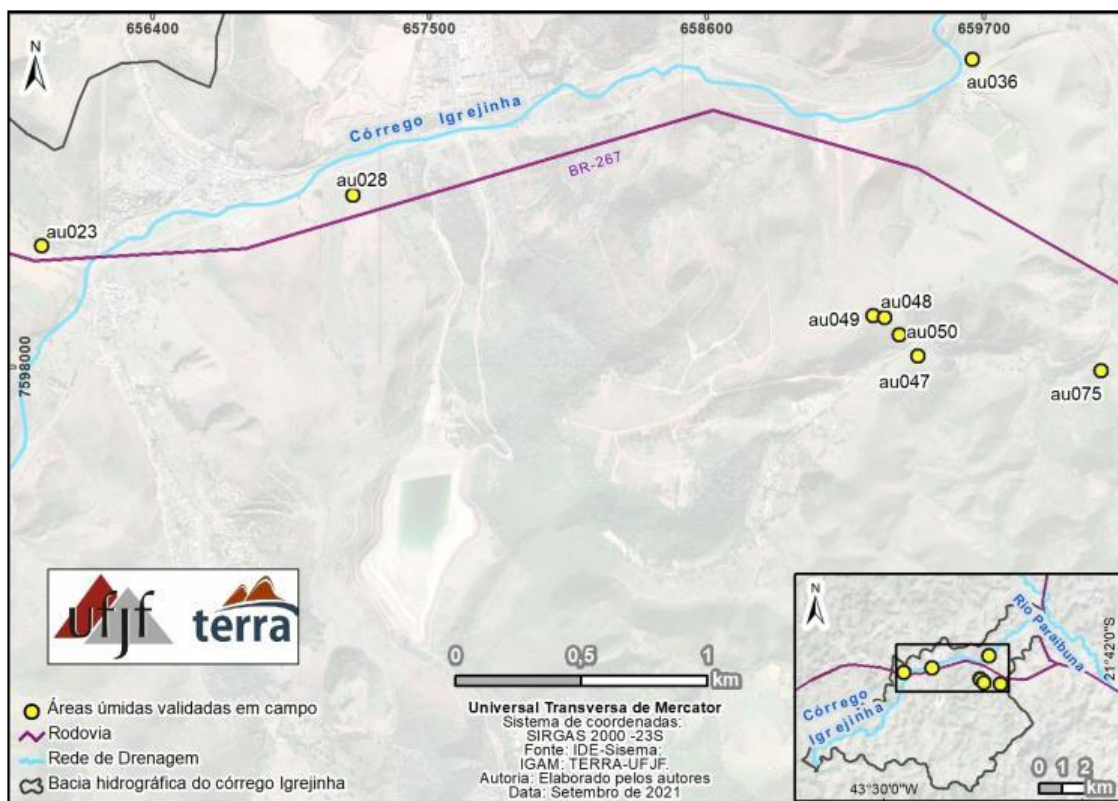 656400
657500
658600
659700
N
au036
Córrego Igrejinha
BR-267
au028
au023
au048
au049
au050
au047
au075
7598000
ufjf
terra
Áreas úmidas validadas em campo
Rodovia
Rede de Drenagem
Bacia hidrográfica do córrego Igrejinha
0 0,5 1
km
Universal Transversa de Mercator
Sistema de coordenadas:
SIRGAS 2000 -23S
Fonte: IDE-Sisema;
IGAM; TERRA-UFJF.
Autoria: Elaborado pelos autores
Data: Setembro de 2021
N
Rio Paraibuna
21°42'0"S
Córrego
Igrejinha
43°30'0"W
0 1 2
km